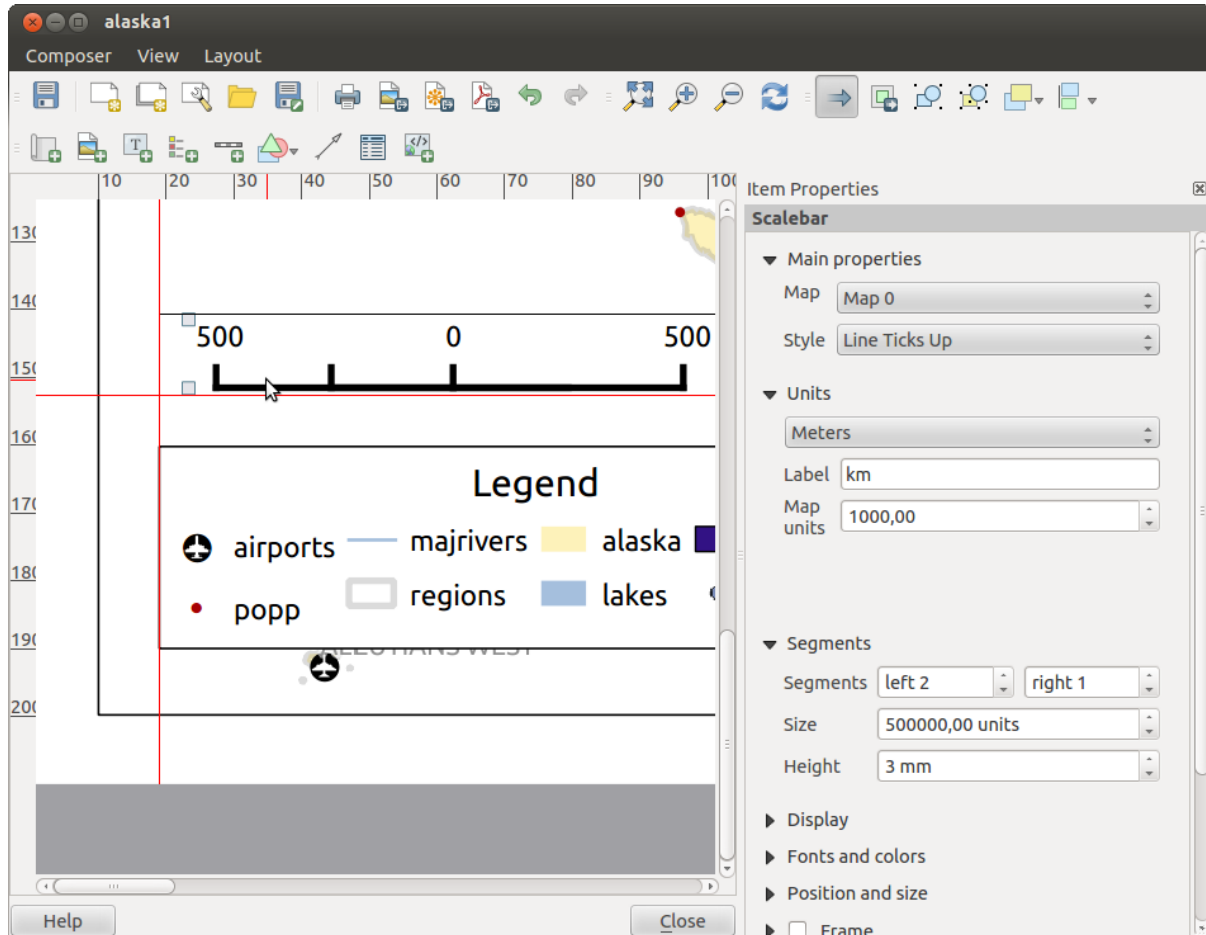 alaska1
Composer View Layout
10 20 30 40 50 60 70 80 90 100
Item Properties
Scalebar
Main properties
Map Map 0
Style Line Ticks Up
Units
Meters
Label km
Map units 1000,00
Segments
Segments left 2 right 1
Size 500000,00 units
Height 3 mm
Display
Fonts and colors
Position and size
Frame
130
140
150
160
170
180
190
200
500 0 500
Legend
airports majrivers alaska
popp regions lakes
ALEUTIANS WEST
Help Close